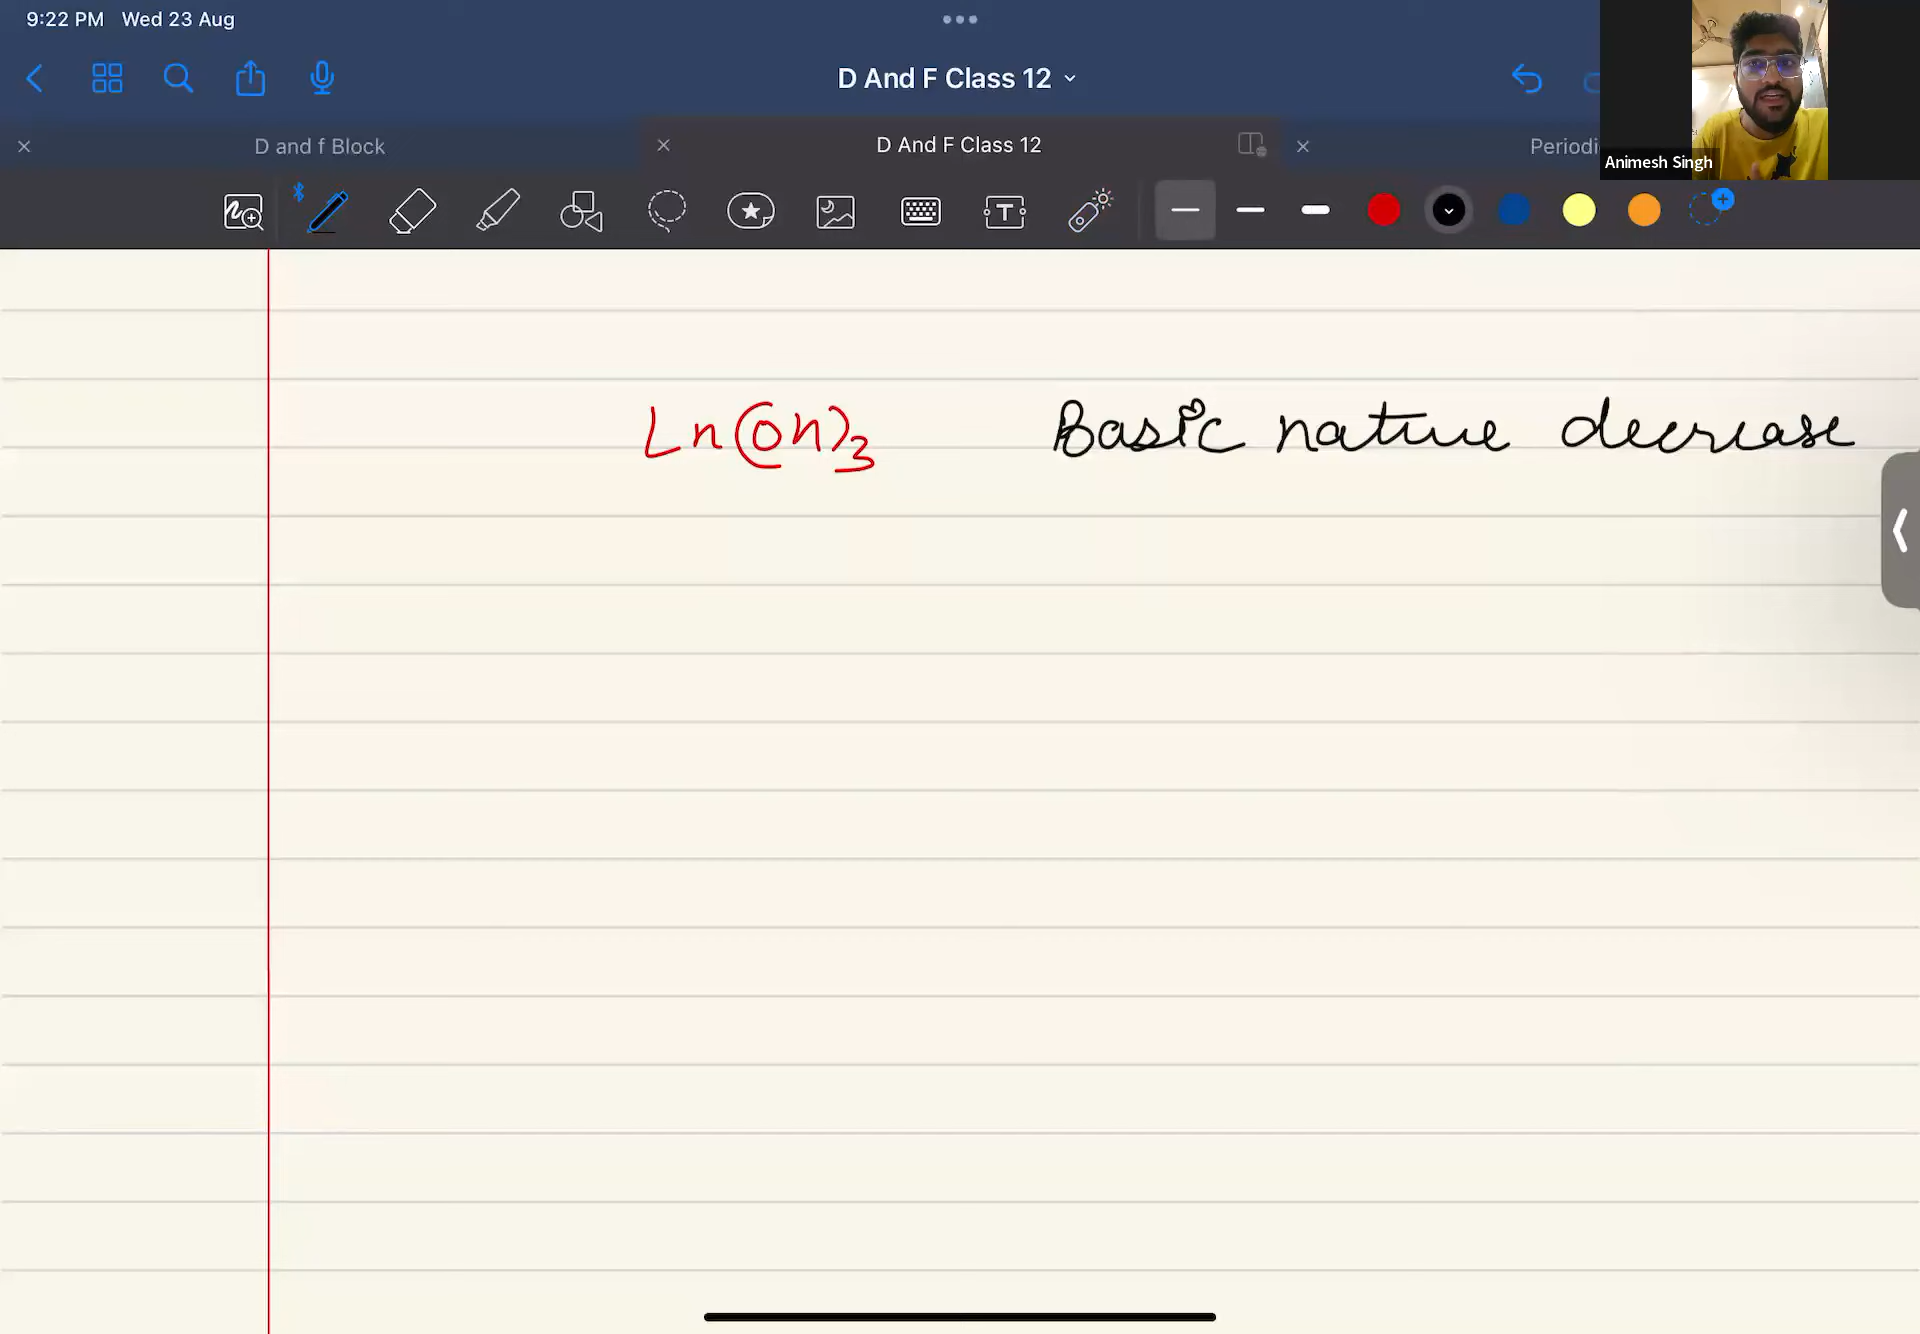 9:22 PM Wed 23 Aug
D And F Class 12
D and f Block
D And F Class 12
Periodi
Animesh Singh
T
Ln(OH)3 Basic nature decrease